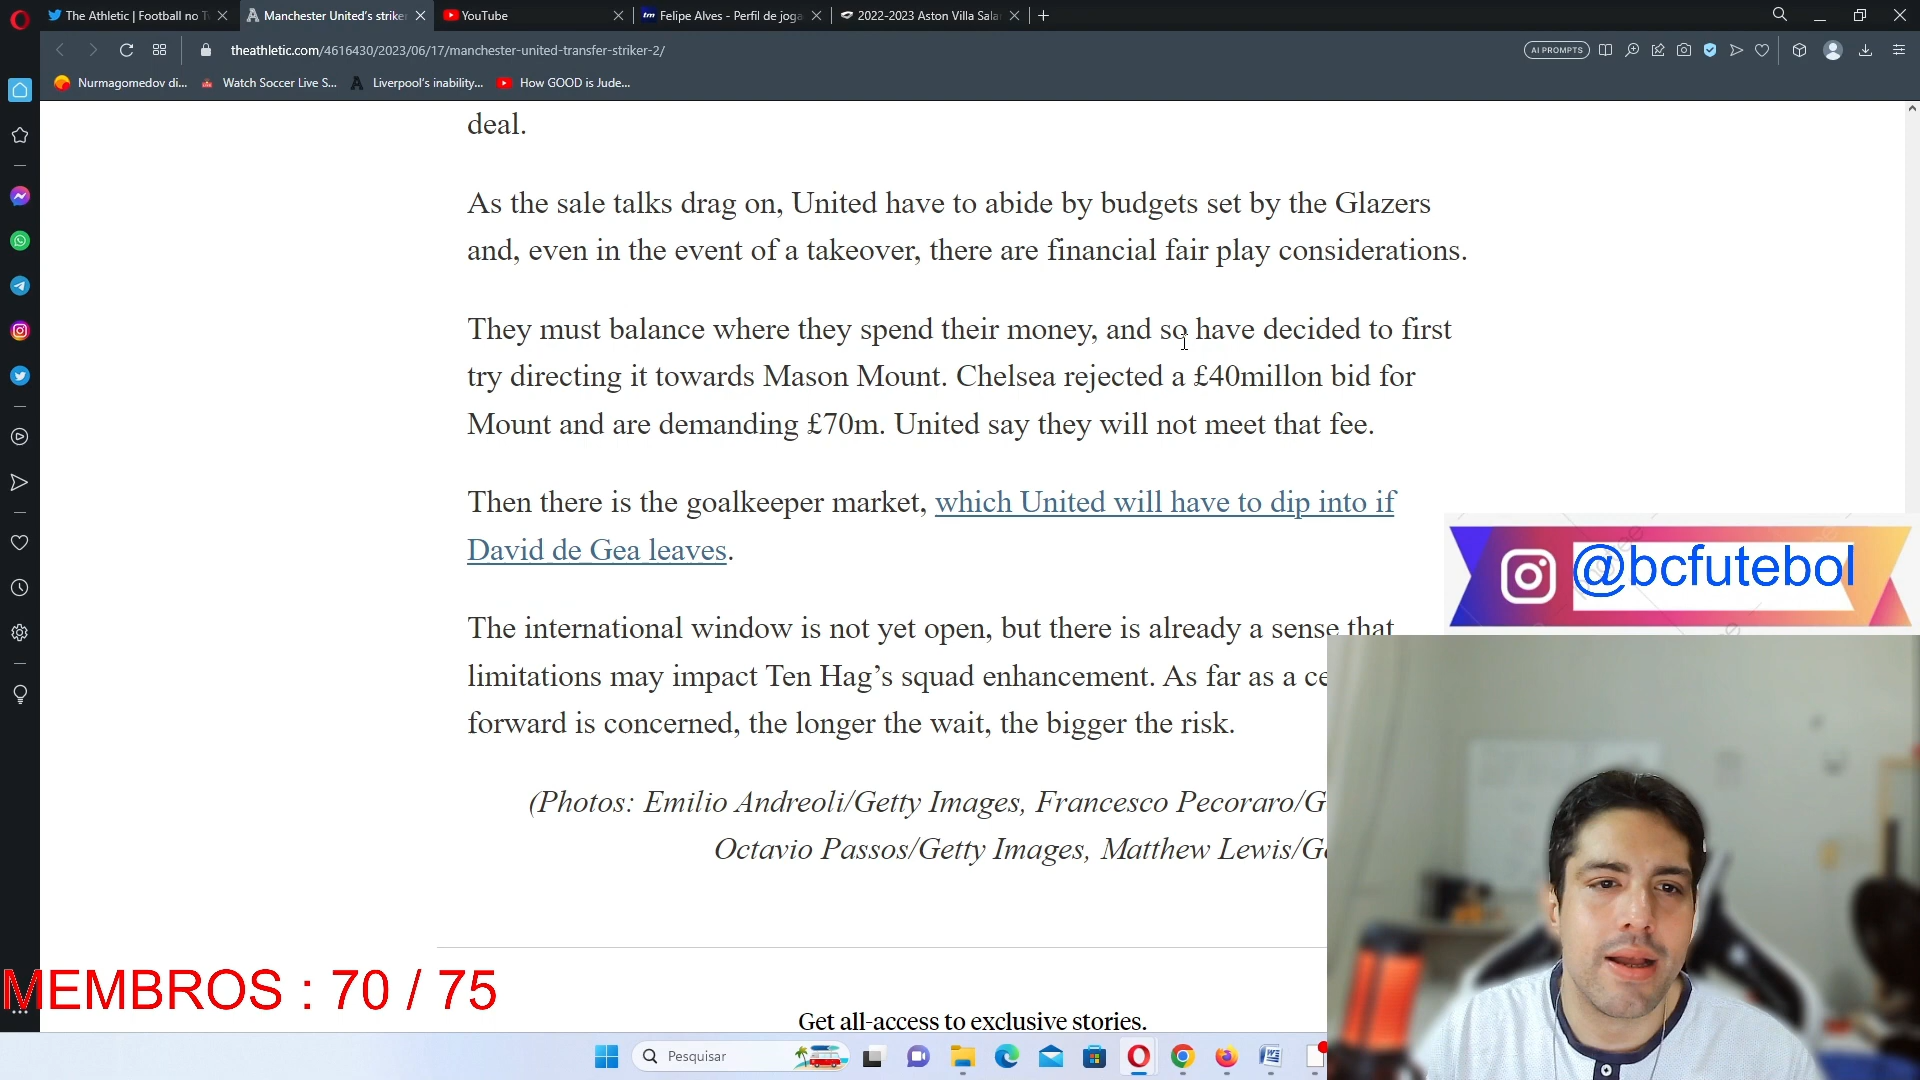 The Athletic | Football no T
Manchester United's striker
YouTube
tm Felipe Alves - Perfil de joga
2022-2023 Aston Villa Sala
theathletic.com/4616430/2023/06/17/manchester-united-transfer-striker-2/
AI PROMPTS
Nurmagomedov di...
Watch Soccer Live S...
Liverpool's inability...
How GOOD is Jude...
deal.
As the sale talks drag on, United have to abide by budgets set by the Glazers
and, even in the event of a takeover, there are financial fair play considerations.
They must balance where they spend their money, and so have decided to first
try directing it towards Mason Mount. Chelsea rejected a £40millon bid for
Mount and are demanding £70m. United say they will not meet that fee.
Then there is the goalkeeper market, which United will have to dip into if
David de Gea leaves.
@bcfutebol
The international window is not yet open, but there is already a sense that
limitations may impact Ten Hag's squad enhancement. As far as a ce
forward is concerned, the longer the wait, the bigger the risk.
(Photos: Emilio Andreoli/Getty Images, Francesco Pecoraro/G
Octavio Passos/Getty Images, Matthew Lewis/Ge
MEMBROS : 70 / 75
Get all-access to exclusive stories.
Pesquisar